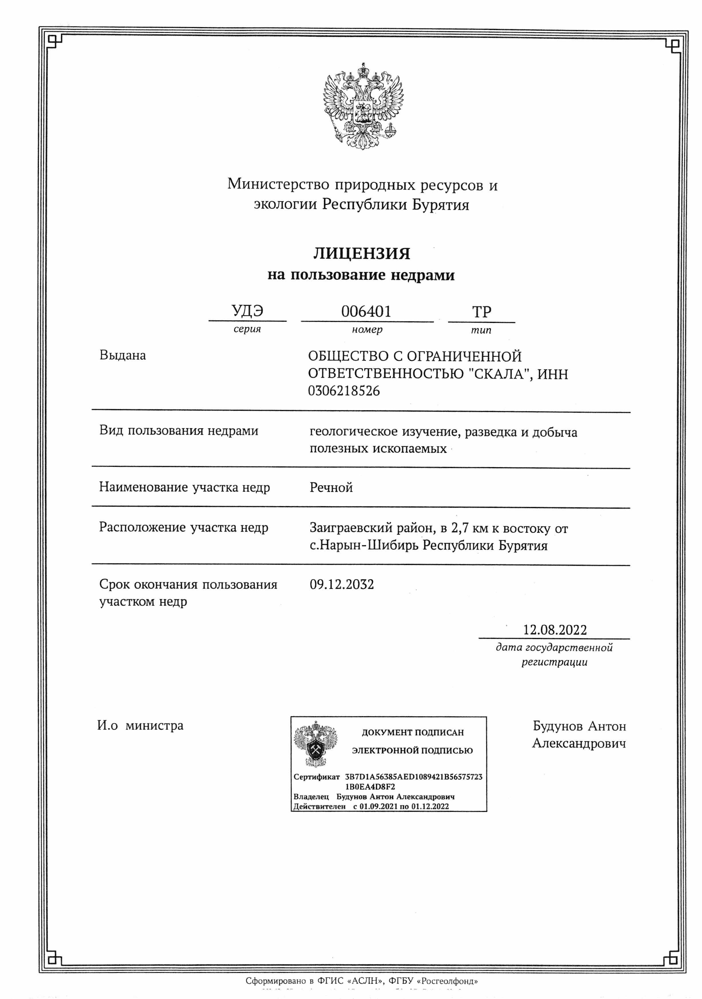 Министерство природных ресурсов и
экологии Республики Бурятия
ЛИЦЕНЗИЯ
на пользование недрами
УДЭ 006401 ТР
серия номер тип
Выдана ОБЩЕСТВО С ОГРАНИЧЕННОЙ
ОТВЕТСТВЕННОСТЬЮ "СКАЛА", ИНН
0306218526
Вид пользования недрами геологическое изучение, разведка и добыча
полезных ископаемых
Наименование участка недр Речной
Расположение участка недр Заиграевский район, в 2,7 км к востоку от
с.Нарын-Шибирь Республики Бурятия
Срок окончания пользования 09.12.2032
участком недр
12.08.2022
дата государственной
регистрации
И.о министра
ДОКУМЕНТ ПОДПИСАН
ЭЛЕКТРОННОЙ ПОДПИСЬЮ
Сертификат 3B7D1A56385AED1089421B56575723
1B0EA4D8F2
Владелец Будунов Антон Александрович
Действителен с 01.09.2021 по 01.12.2022
Будунов Антон
Александрович
Сформировано в ФГИС «АСЛН», ФГБУ «Росгеолфонд»